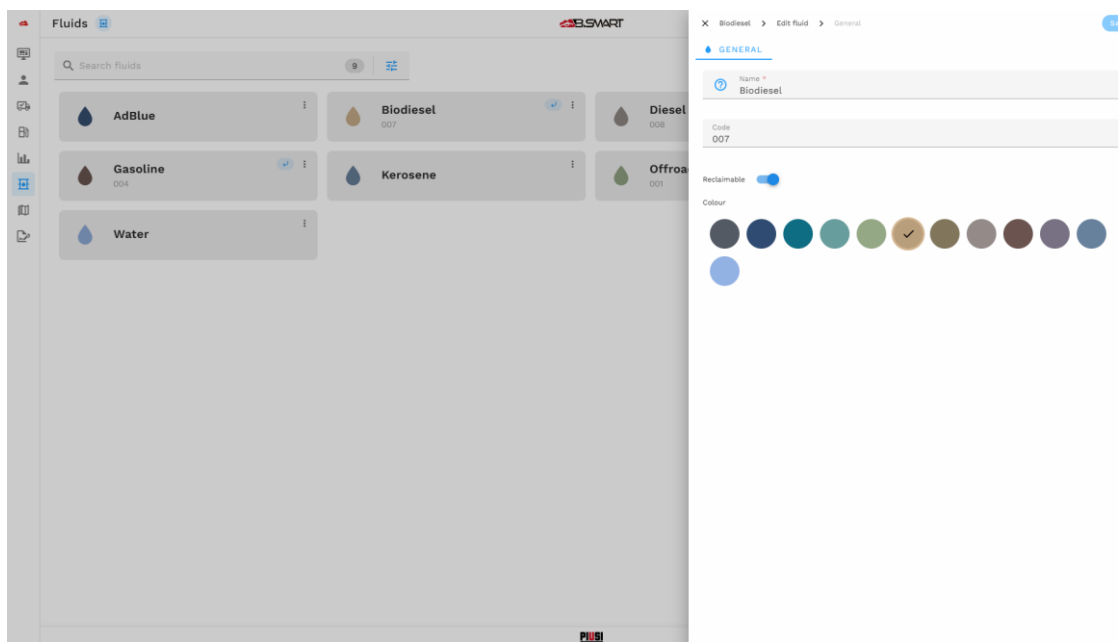 Fluids
B.SMART
Search fluids
9
AdBlue
Biodiesel
007
Diesel
008
Gasoline
004
Kerosene
001
Water
PIUSI
Biodiesel > Edit fluid > General
GENERAL
Name *
Biodiesel
Code
007
Reclaimable
Colour